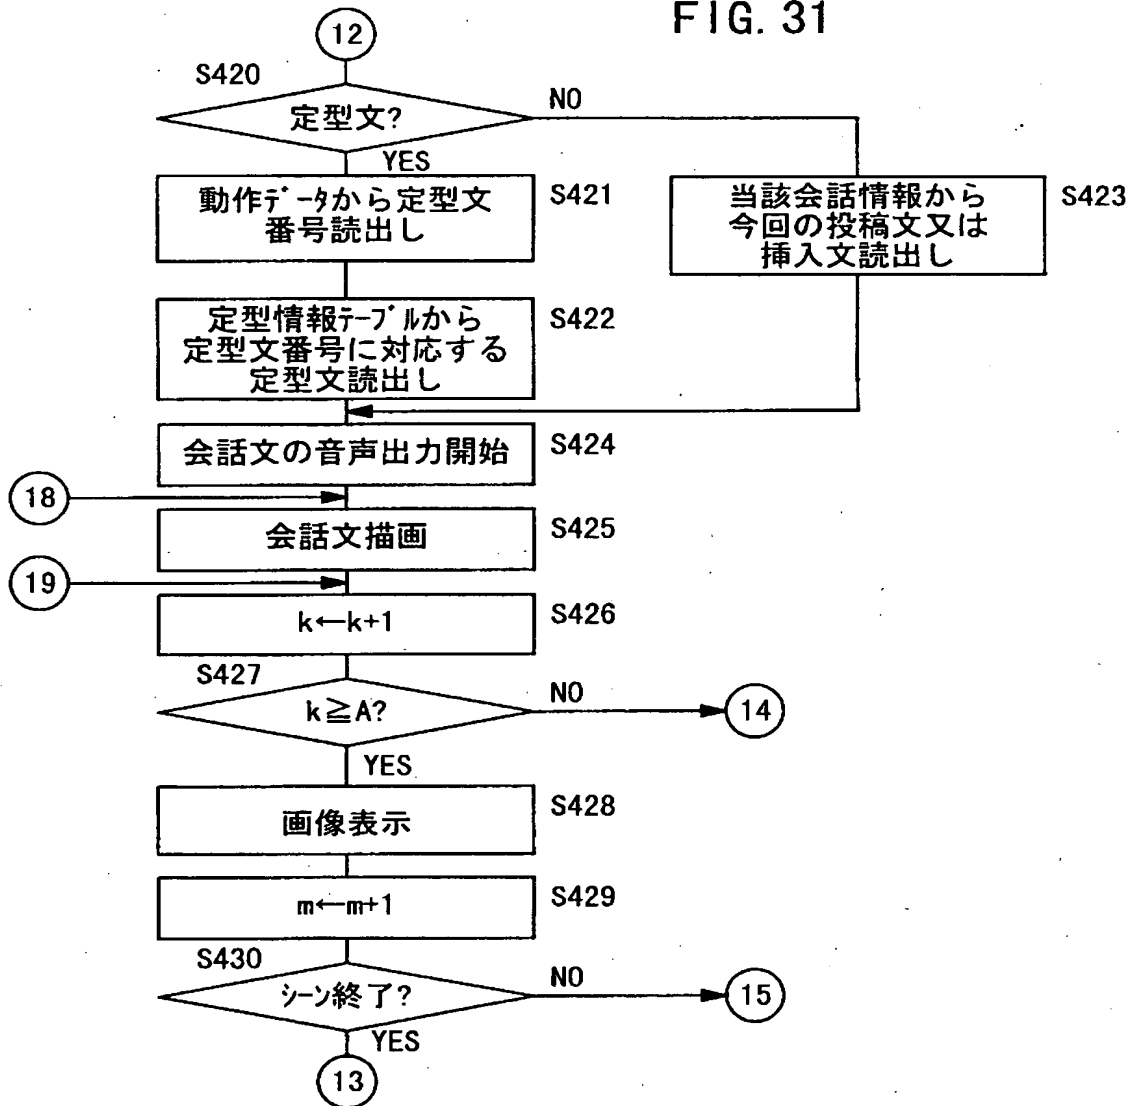 FIG. 31
12
S420
定型文?
NO
YES
動作データから定型文
番号読出し
S421
当該会話情報から
今回の投稿文又は
挿入文読出し
S423
定型情報テーブルから
定型文番号に対応する
定型文読出し
S422
会話文の音声出力開始
S424
18
会話文描画
S425
19
k←k+1
S426
S427
k≧A?
NO
14
YES
画像表示
S428
m←m+1
S429
S430
シーン終了?
NO
15
YES
13